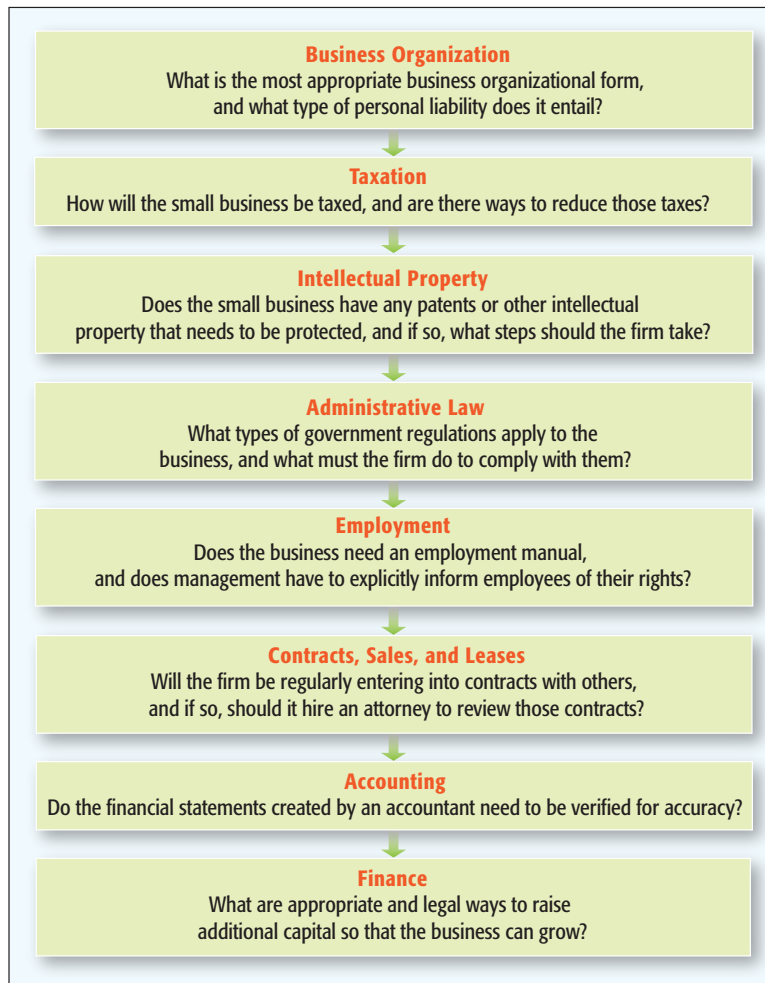 Business Organization
What is the most appropriate business organizational form,
and what type of personal liability does it entail?
Taxation
How will the small business be taxed, and are there ways to reduce those taxes?
Intellectual Property
Does the small business have any patents or other intellectual
property that needs to be protected, and if so, what steps should the firm take?
Administrative Law
What types of government regulations apply to the
business, and what must the firm do to comply with them?
Employment
Does the business need an employment manual,
and does management have to explicitly inform employees of their rights?
Contracts, Sales, and Leases
Will the firm be regularly entering into contracts with others,
and if so, should it hire an attorney to review those contracts?
Accounting
Do the financial statements created by an accountant need to be verified for accuracy?
Finance
What are appropriate and legal ways to raise
additional capital so that the business can grow?